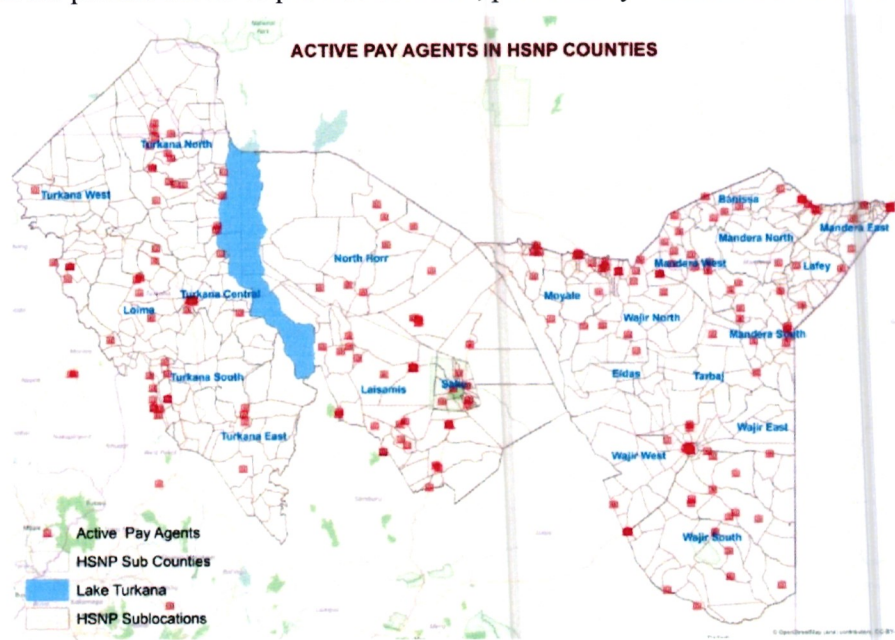 ACTIVE PAY AGENTS IN HSNP COUNTIES
Turkana North
Turkana West
Banissa
Mandera East
Mandera North
North Horr
Mandera West
Lafey
Turkana Central
Moyale
Loima
Wajir North
Mandera South
Turkana South
Eldas
Tarbaj
Laisamis
Saku
Turkana East
Wajir East
Wajir West
Wajir South
Active Pay Agents
HSNP Sub Counties
Lake Turkana
HSNP Sublocations